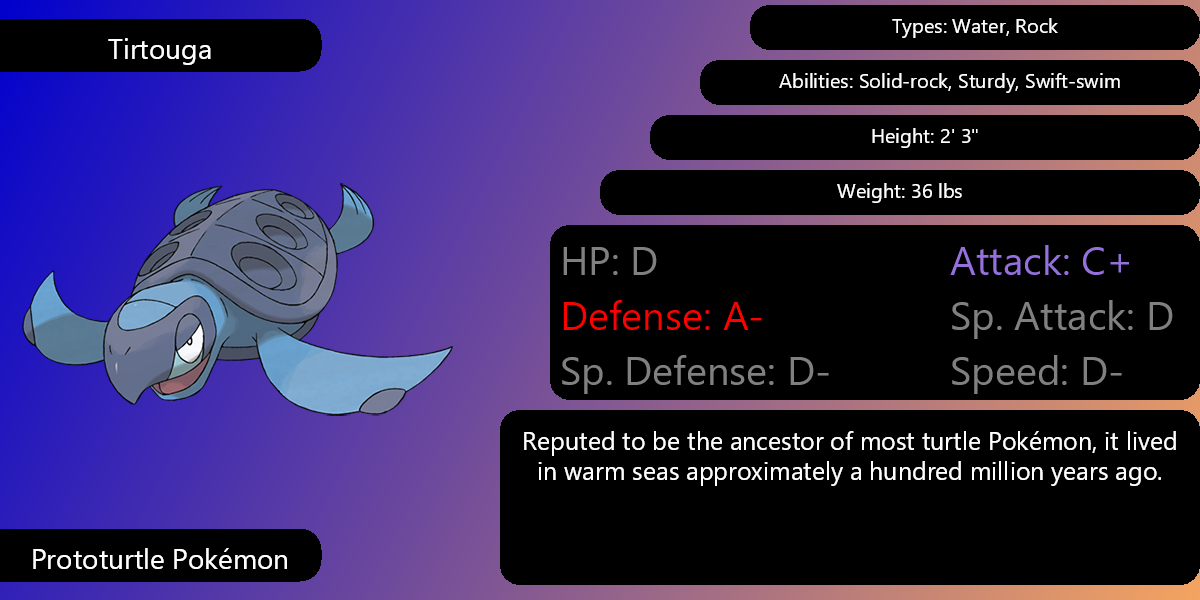 Tirtouga
Types: Water, Rock
Abilities: Solid-rock, Sturdy, Swift-swim
Height: 2' 3"
Weight: 36 lbs
HP: D
Attack: C+
Defense: A-
Sp. Attack: D
Sp. Defense: D-
Speed: D-
Reputed to be the ancestor of most turtle Pokémon, it lived
in warm seas approximately a hundred million years ago.
Prototurtle Pokémon